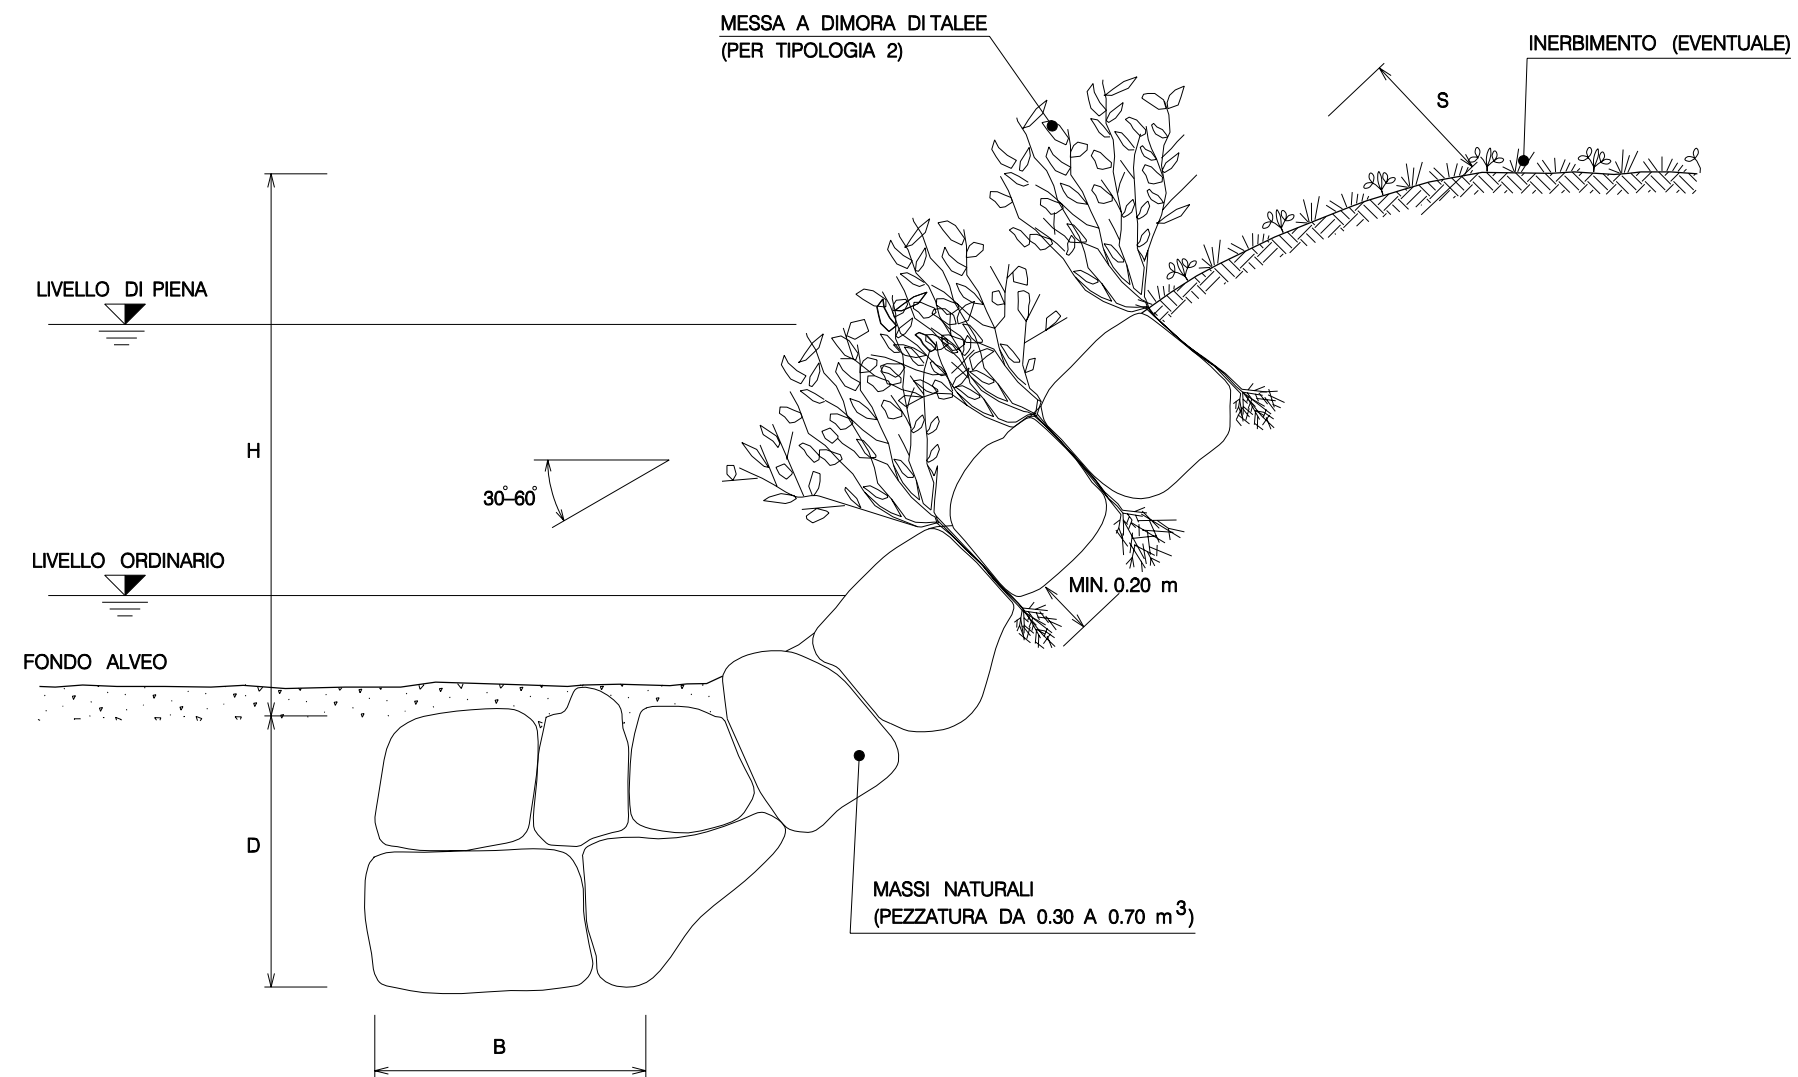 MESSA A DIMORA DI TALEE
(PER TIPOLOGIA 2)
INERBIMENTO (EVENTUALE)
S
LIVELLO DI PIENA
H
30°-60°
LIVELLO ORDINARIO
MIN. 0.20 m
FONDO ALVEO
D
MASSI NATURALI
(PEZZATURA DA 0.30 A 0.70 m³)
B